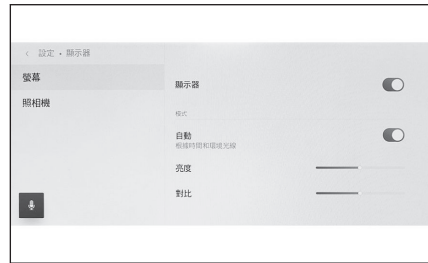 設定 • 顯示器
螢幕
照相機
顯示器
模式
自動
根據時間和環境光線
亮度
對比